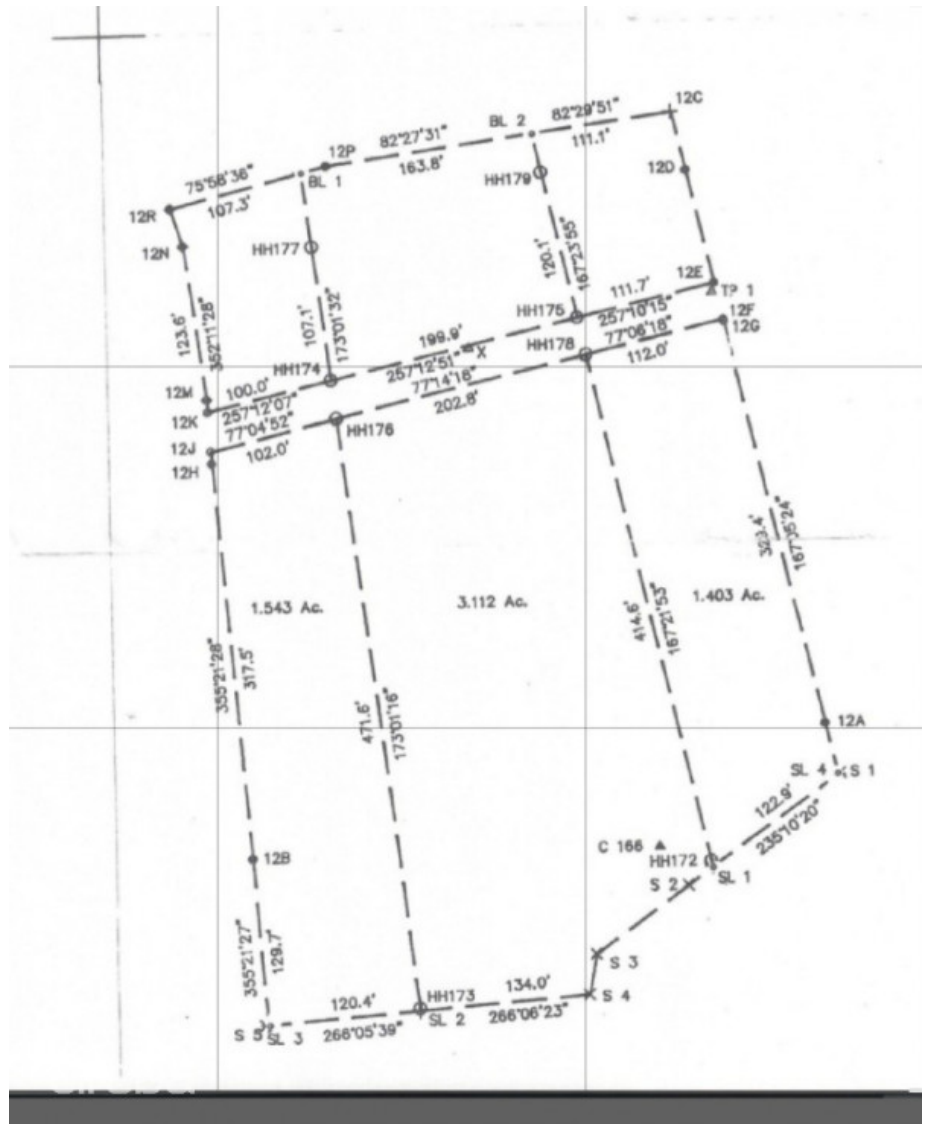 12C
82°29'51"
BL 2
111.1'
82°27'31"
12P
163.8'
12D
75°58'36"
BL 1
HH179
107.3'
12R
12N
HH177
120.1'
167°23'55"
12E
TP 1
111.7'
257°10'15"
HH175
12F
12G
77°06'18"
112.0'
123.6'
352°11'28"
107.1'
173°01'32"
199.9'
X
257°12'51"
HH178
HH174
77°14'18"
202.8'
12M
100.0'
257°12'07"
12K
77°04'52"
HH176
12J
102.0'
12H
323.4'
1.543 Ac.
3.112 Ac.
1.403 Ac.
414.6'
167°21'53"
355°21'28"
317.5'
471.6'
173°01'16"
12A
SL 4
S 1
122.9'
235°10'20"
C 166
HH172
12B
SL 1
S 2
S 3
355°21'27"
129.7'
134.0'
HH173
S 4
120.4'
SL 2
266°06'23"
S 5
SL 3
266°05'39"